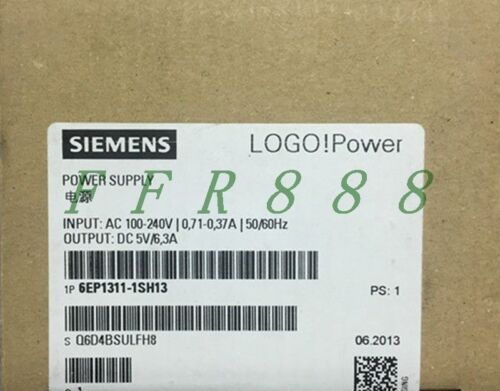 SIEMENS
LOGO!Power
POWER SUPPLY
电源
FFR888
INPUT: AC 100-240V | 0,71-0,37A | 50/60Hz
OUTPUT: DC 5V/6,3A
1P 6EP1311-1SH13
PS: 1
S Q6D4BSULFH8
06.2013